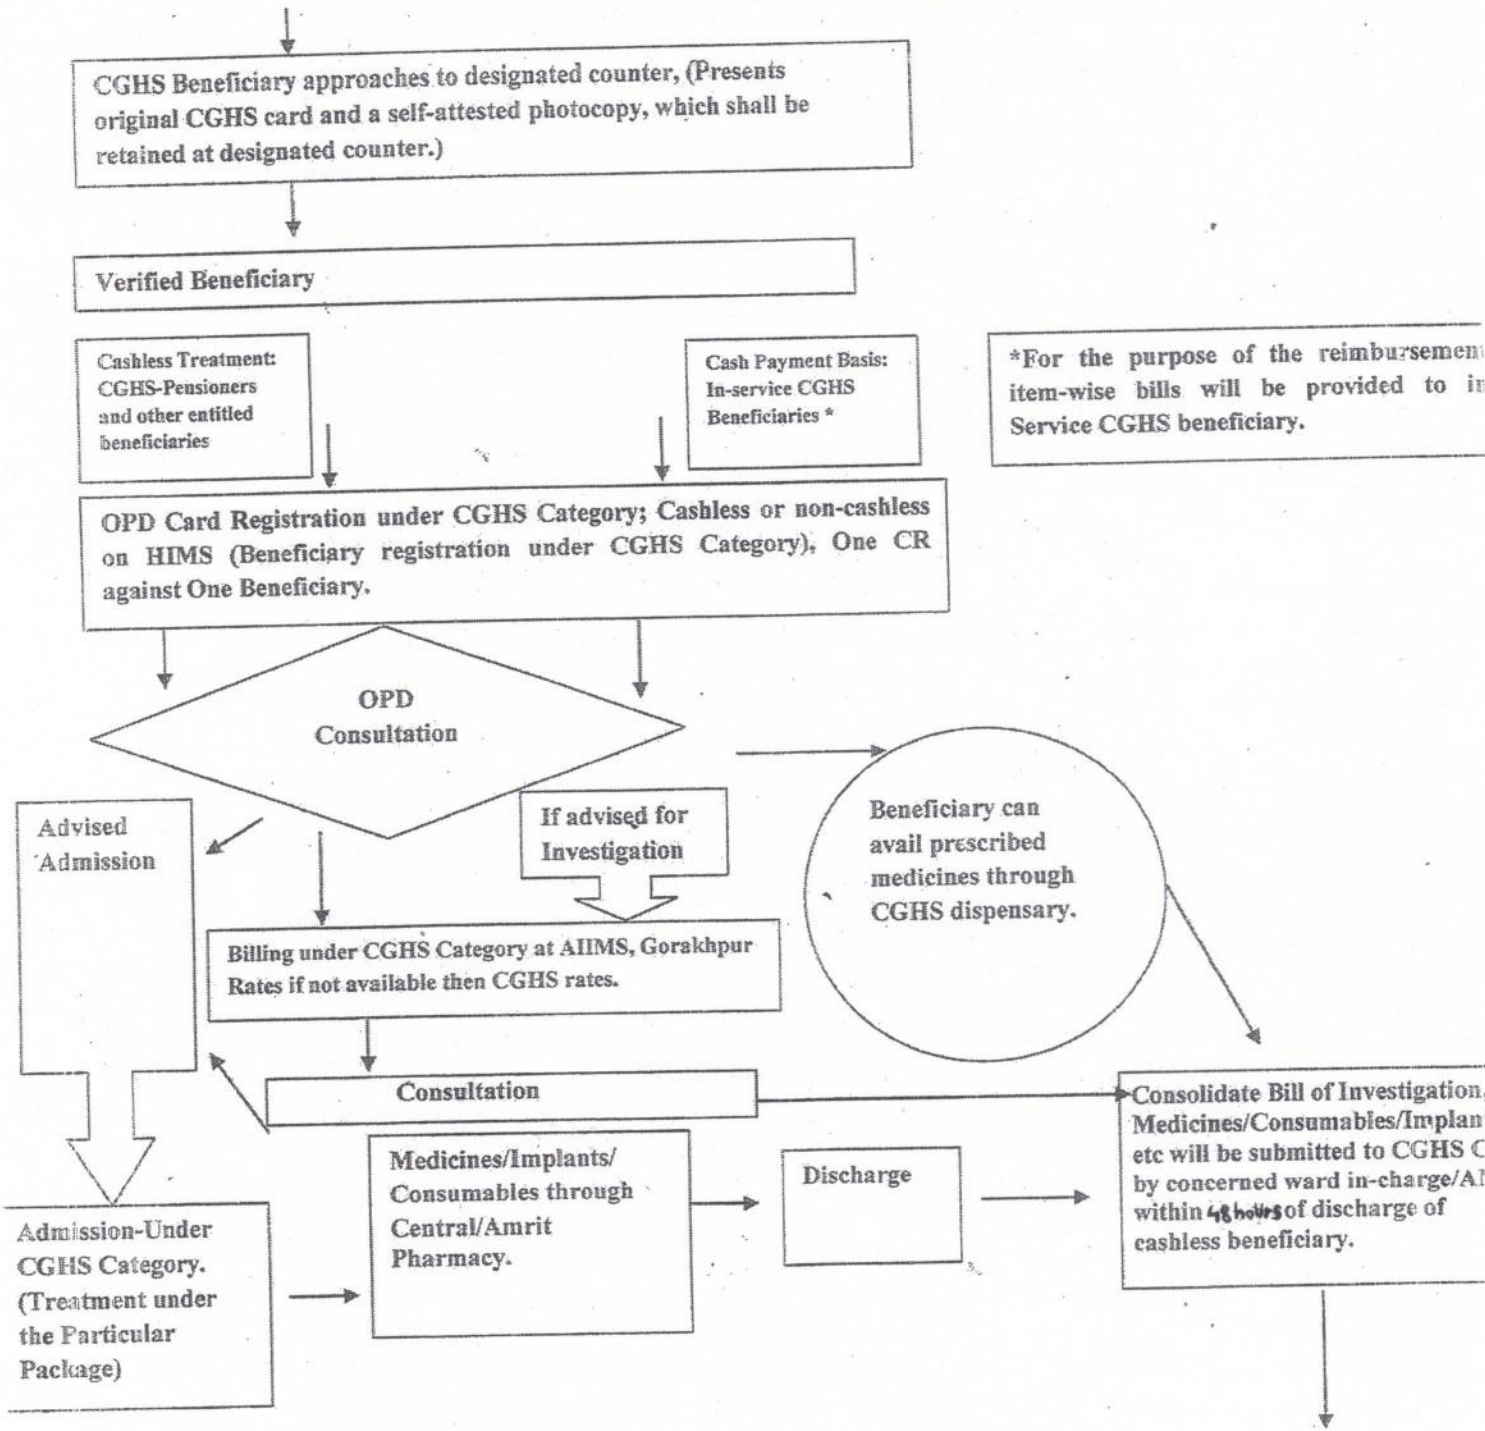 CGHS Beneficiary approaches to designated counter, (Presents
original CGHS card and a self-attested photocopy, which shall be
retained at designated counter.)
Verified Beneficiary
Cashless Treatment:
CGHS-Pensioners
and other entitled
beneficiaries
Cash Payment Basis:
In-service CGHS
Beneficiaries *
*For the purpose of the reimbursement
item-wise bills will be provided to in
Service CGHS beneficiary.
OPD Card Registration under CGHS Category; Cashless or non-cashless
on HIMS (Beneficiary registration under CGHS Category), One CR
against One Beneficiary.
OPD
Consultation
Advised
Admission
If advised for
Investigation
Beneficiary can
avail prescribed
medicines through
CGHS dispensary.
Billing under CGHS Category at AIIMS, Gorakhpur
Rates if not available then CGHS rates.
Consultation
Consolidate Bill of Investigation,
Medicines/Consumables/Implan
etc will be submitted to CGHS C
by concerned ward in-charge/
within 48 hours of discharge of
cashless beneficiary.
Medicines/Implants/
Consumables through
Central/Amrit
Pharmacy.
Discharge
Admission-Under
CGHS Category.
(Treatment under
the Particular
Package)